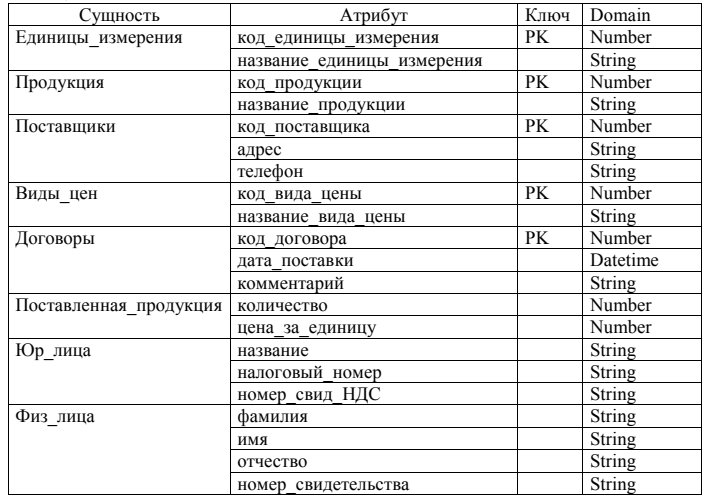 Сущность Атрибут Ключ Domain
Единицы_измерения код_единицы_измерения PK Number
название_единицы_измерения String
Продукция код_продукции PK Number
название_продукции String
Поставщики код_поставщика PK Number
адрес String
телефон String
Виды_цен код_вида_цены PK Number
название_вида_цены String
Договоры код_договора PK Number
дата_поставки Datetime
комментарий String
Поставленная_продукция количество Number
цена_за_единицу Number
Юр_лица название String
налоговый_номер String
номер_свид_НДС String
Физ_лица фамилия String
имя String
отчество String
номер_свидетельства String